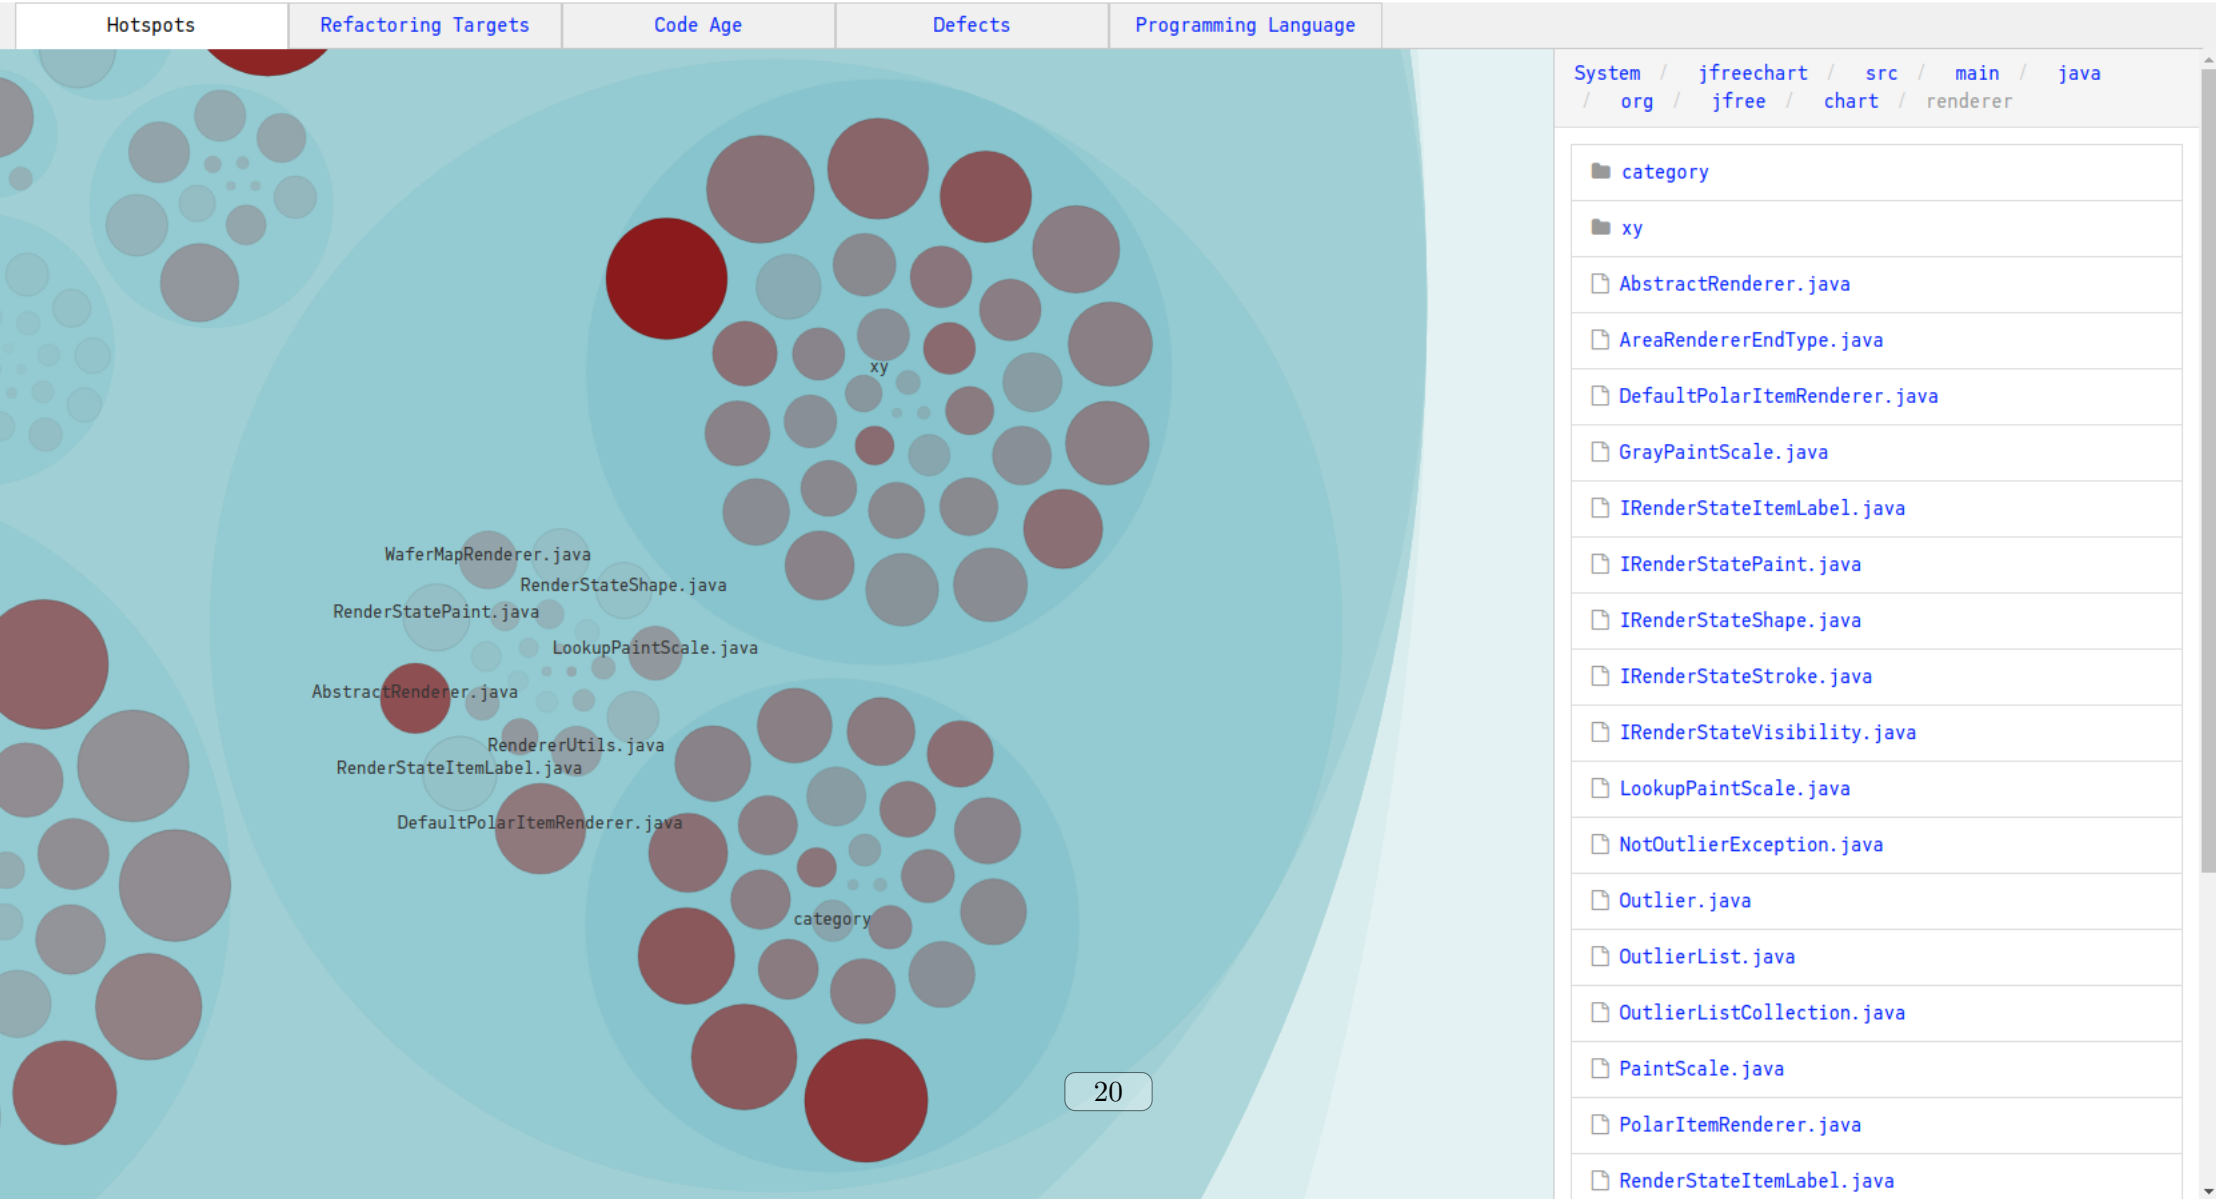 Hotspots
Refactoring Targets
Code Age
Defects
Programming Language
System / jfreechart / src / main / java
/ org / jfree / chart / renderer
category
xy
AbstractRenderer.java
AreaRendererEndType.java
DefaultPolarItemRenderer.java
GrayPaintScale.java
IRenderStateItemLabel.java
IRenderStatePaint.java
IRenderStateShape.java
IRenderStateStroke.java
IRenderStateVisibility.java
LookupPaintScale.java
NotOutlierException.java
Outlier.java
OutlierList.java
OutlierListCollection.java
PaintScale.java
PolarItemRenderer.java
RenderStateItemLabel.java
xy
WaferMapRenderer.java
RenderStateShape.java
RenderStatePaint.java
LookupPaintScale.java
AbstractRenderer.java
RendererUtils.java
RenderStateItemLabel.java
DefaultPolarItemRenderer.java
category
20